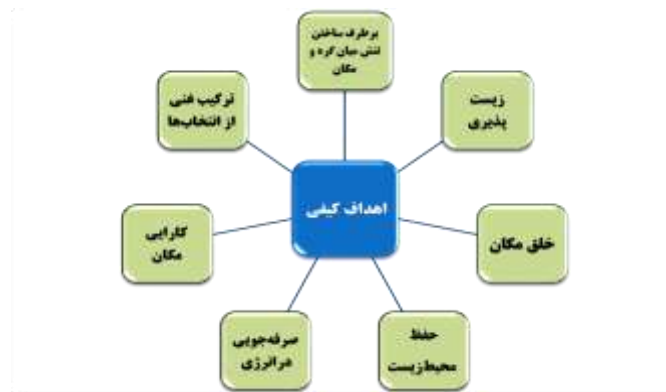 برطرف ساختن
تنش میان گره و
مکان
زیست
پذیری
خلق مکان
حفظ
محیط‌زیست
صرفه‌جویی
در انرژی
کارایی
مکان
ترکیب فنی
از انتخاب‌ها
اهداف کیفی